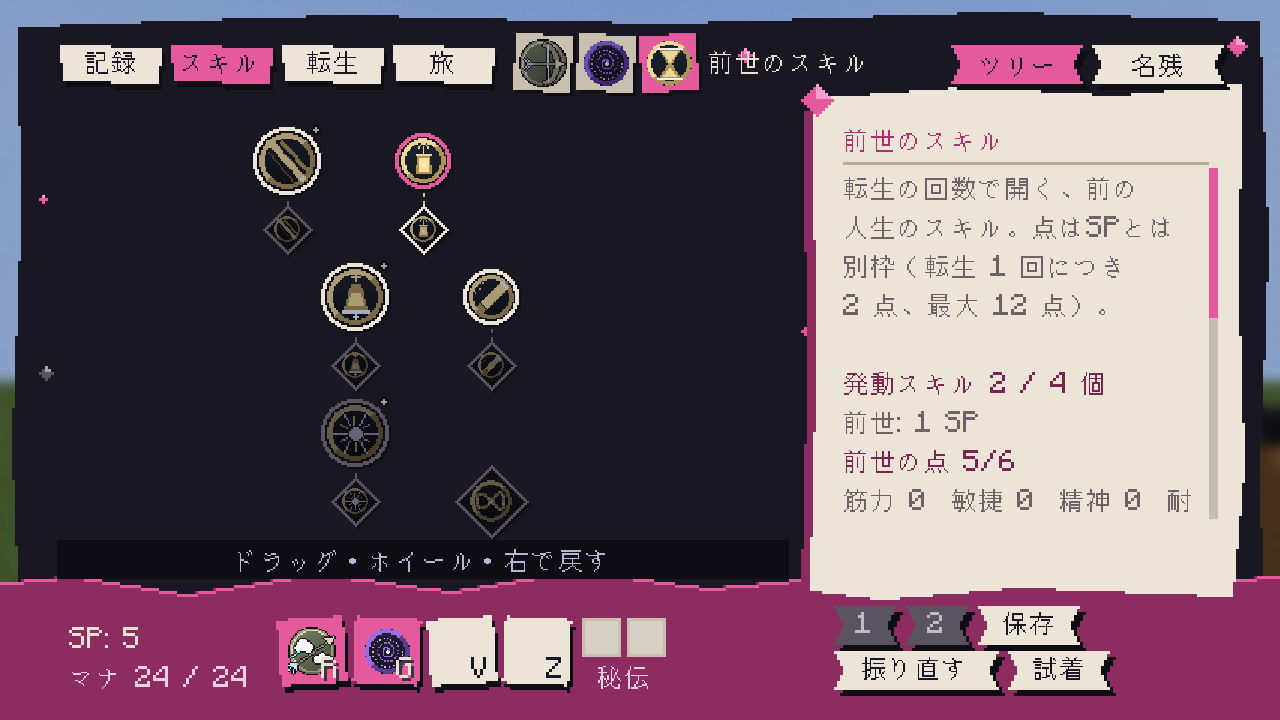 記録 スキル 転生 旅 前世のスキル ツリー 名残
前世のスキル
転生の回数で開く、前の
人生のスキル。点はSPとは
別枠(転生 1 回につき
2 点、最大 12 点)。
発動スキル 2 / 4 個
前世: 1 SP
前世の点 5/6
筋力 0 敏捷 0 精神 0 耐
ドラッグ・ホイール・右で戻す
SP: 5
マナ 24 / 24
R G V Z
秘伝
1 2 保存
振り直す 試着